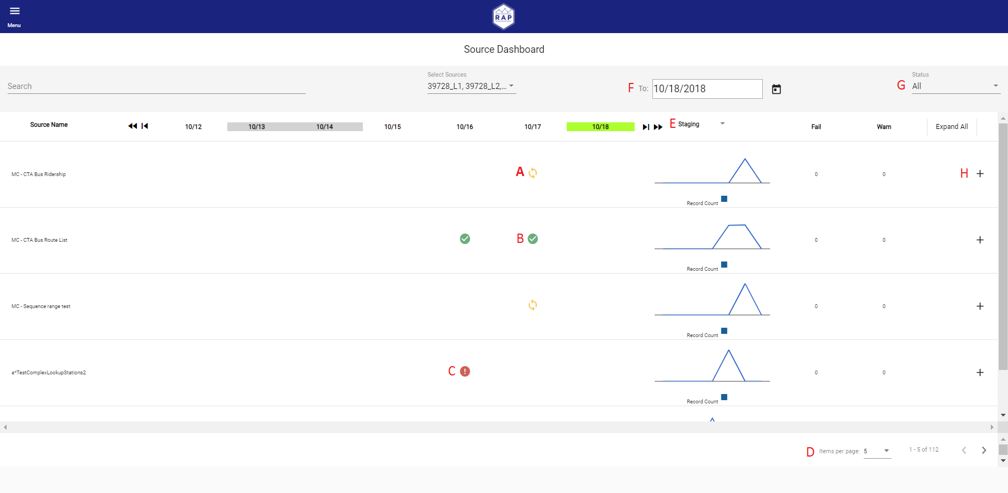 RAP
Menu
Source Dashboard
Search
Select Sources
39728_L1, 39728_L2,...
F To: 10/18/2018
G Status
All
Source Name 10/12 10/13 10/14 10/15 10/16 10/17 10/18 E Staging Fail Warn Expand All
MC - CTA Bus Ridership A 0 0 H +
Record Count
MC - CTA Bus Route List B 0 0 +
Record Count
MC - Sequence range test 0 0 +
Record Count
a*TestComplexLookupStations2 C ! 0 0 +
Record Count
D Items per page: 5 1 - 5 of 112